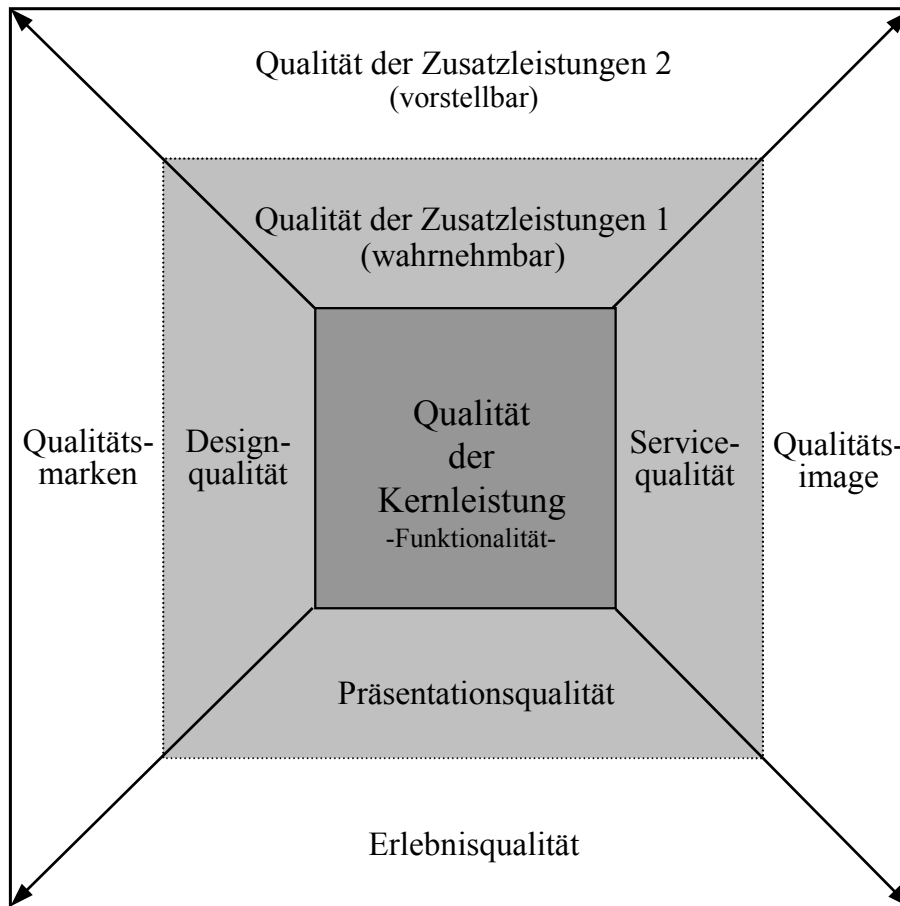 Qualität der Zusatzleistungen 2
(vorstellbar)
Qualität der Zusatzleistungen 1
(wahrnehmbar)
Qualitäts-
marken
Design-
qualität
Qualität
der
Kernleistung
-Funktionalität-
Service-
qualität
Qualitäts-
image
Präsentationsqualität
Erlebnisqualität